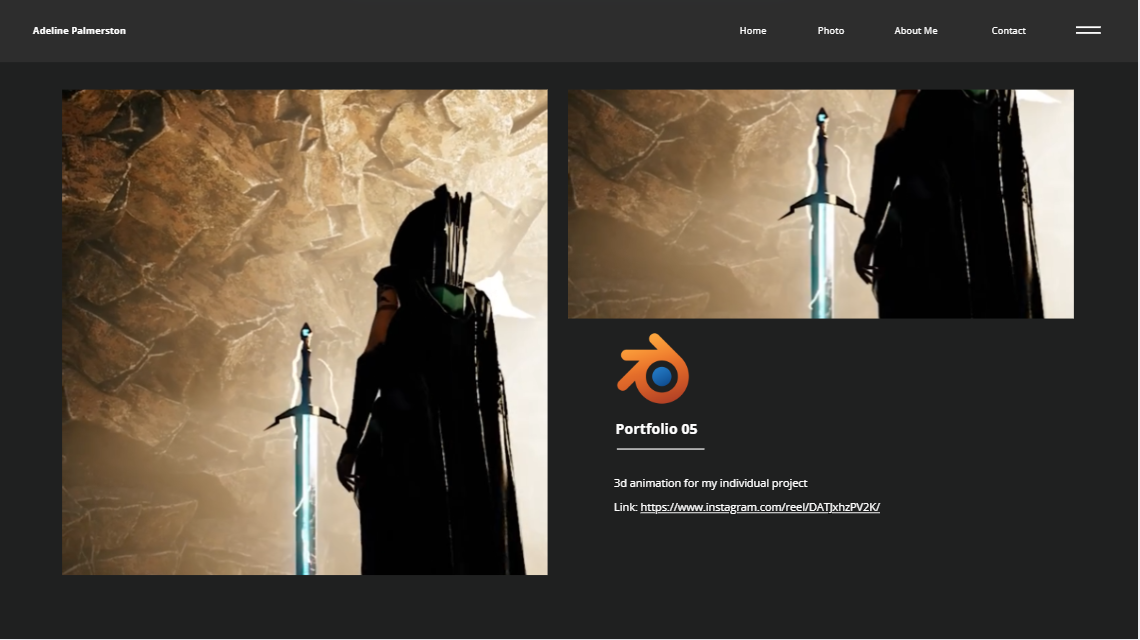 Adeline Palmerston
Home
Photo
About Me
Contact
Portfolio 05
3d animation for my individual project
Link: https://www.instagram.com/reel/DATJxhzPV2K/